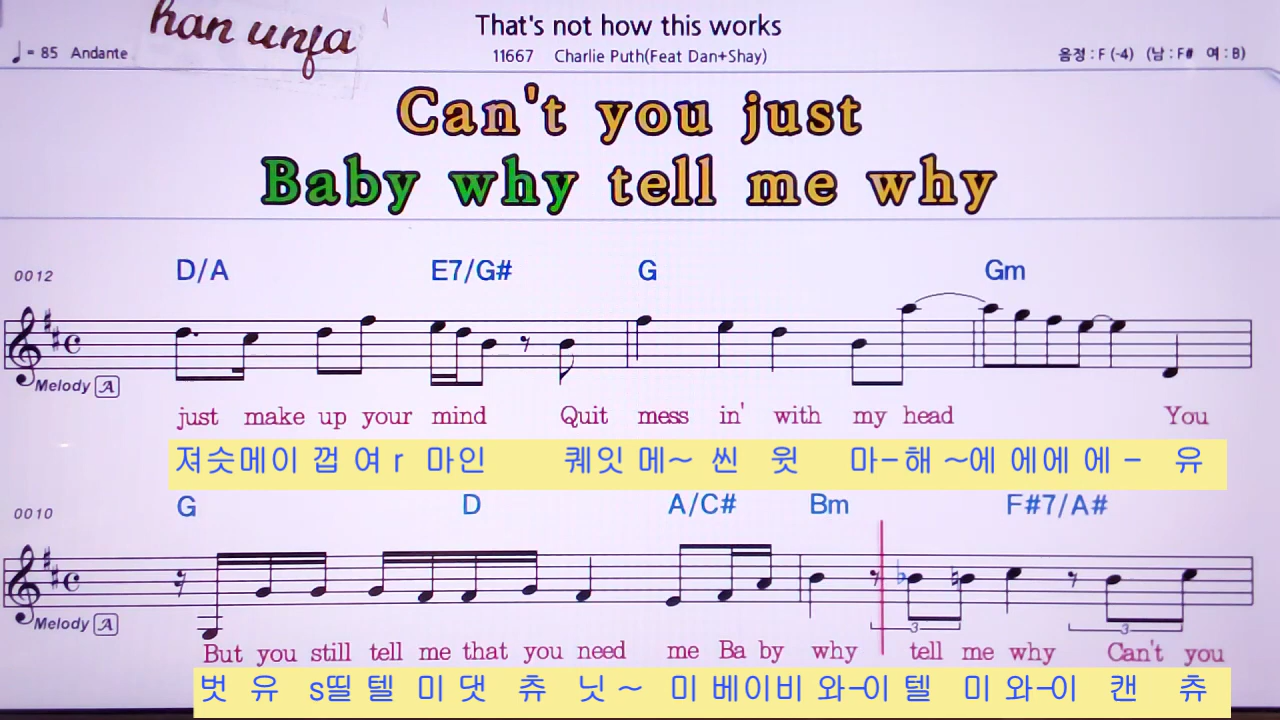 han unja
That's not how this works
♩= 85 Andante
11667 Charlie Puth(Feat Dan+Shay)
음정 : F (-4) (남 : F# 여 : B)
Can't you just
Baby why tell me why
0012
D/A E7/G# G Gm
Melody A
just make up your mind Quit mess in' with my head You
져슷메이 껍 여 r 마인 퀘잇 메~ 씬 윗 마-해 ~에 에에 에 - 유
0010
G D A/C# Bm F#7/A#
Melody A
3 3
But you still tell me that you need me Ba by why tell me why Can't you
벗 유 s띨 텔 미 댓 츄 닛 ~ 미 베이비 와-이 텔 미 와-이 캔 츄